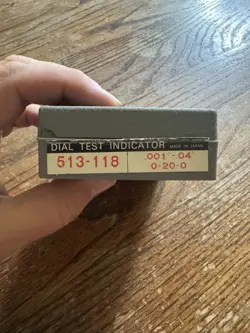 DIAL TEST INDICATOR MADE IN JAPAN
513-118
.001 - .04
0-20-0